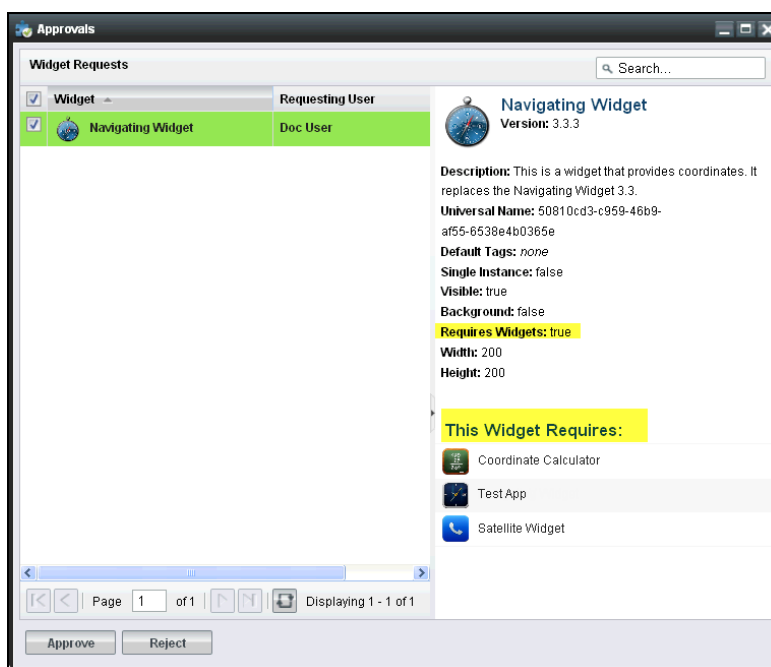 Approvals
Widget Requests
Search...
Widget
Requesting User
Navigating Widget
Doc User
Navigating Widget
Version: 3.3.3
Description: This is a widget that provides coordinates. It
replaces the Navigating Widget 3.3.
Universal Name: 50810cd3-c959-46b9-
af55-6538e4b0365e
Default Tags: none
Single Instance: false
Visible: true
Background: false
Requires Widgets: true
Width: 200
Height: 200
This Widget Requires:
Coordinate Calculator
Test App
Satellite Widget
Page 1 of 1
Displaying 1 - 1 of 1
Approve
Reject